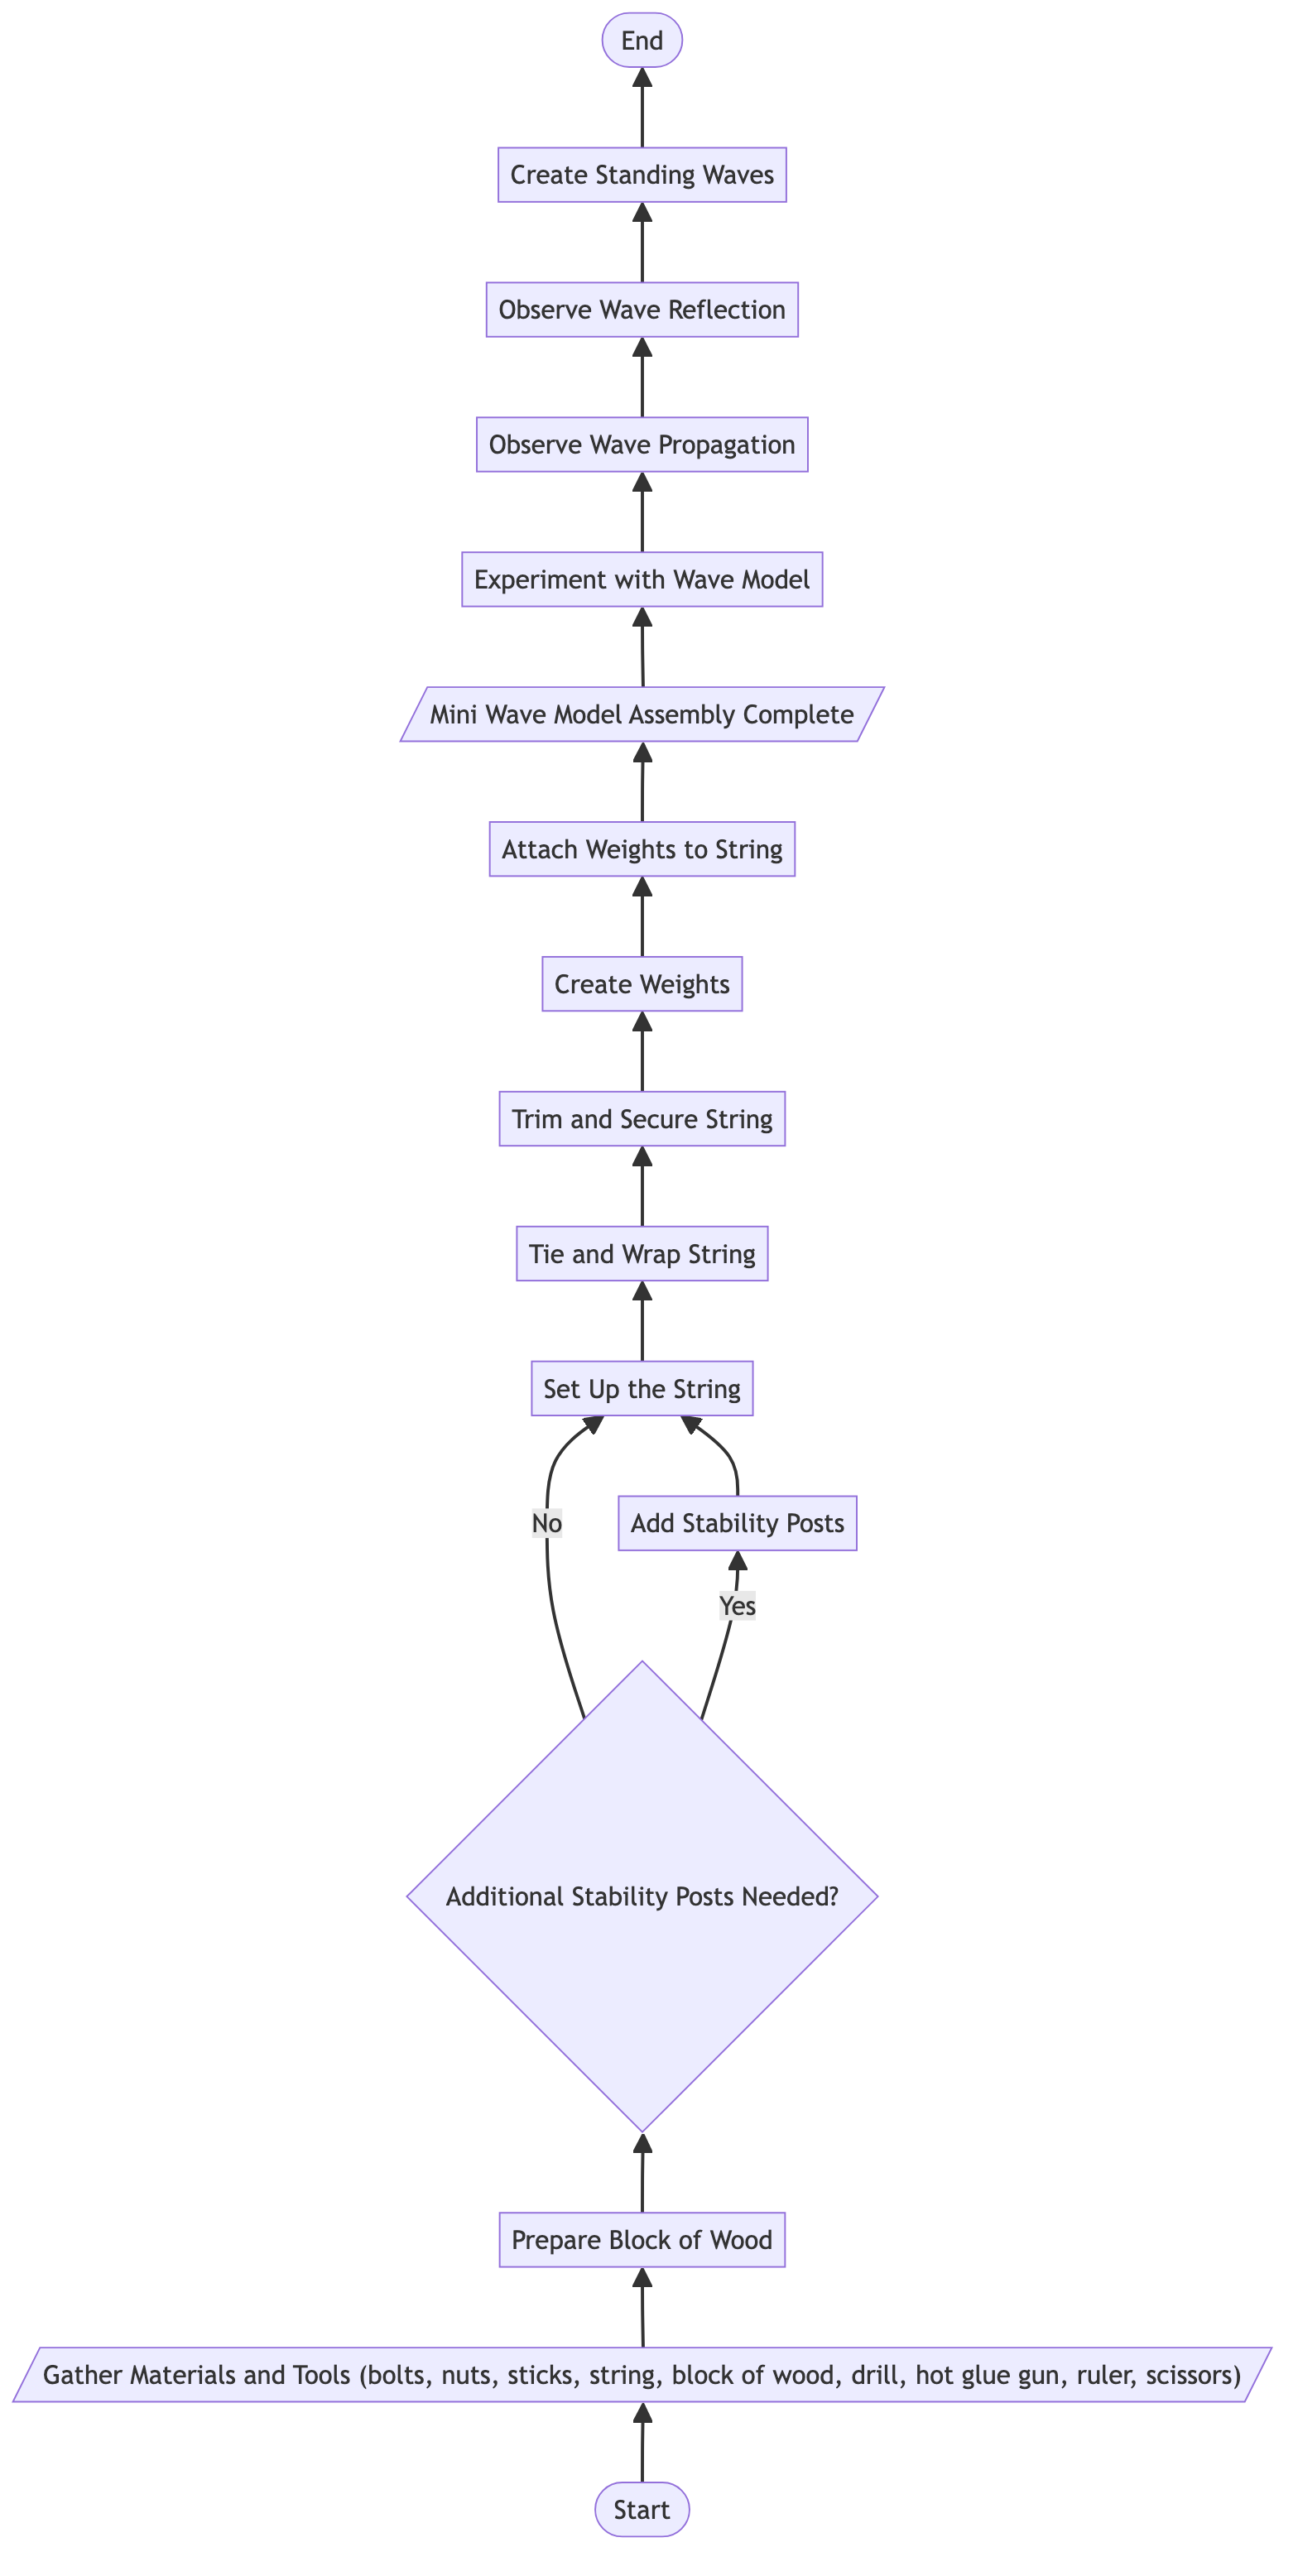 End
Create Standing Waves
Observe Wave Reflection
Observe Wave Propagation
Experiment with Wave Model
Mini Wave Model Assembly Complete
Attach Weights to String
Create Weights
Trim and Secure String
Tie and Wrap String
Set Up the String
No
Add Stability Posts
Yes
Additional Stability Posts Needed?
Prepare Block of Wood
Gather Materials and Tools (bolts, nuts, sticks, string, block of wood, drill, hot glue gun, ruler, scissors)
Start